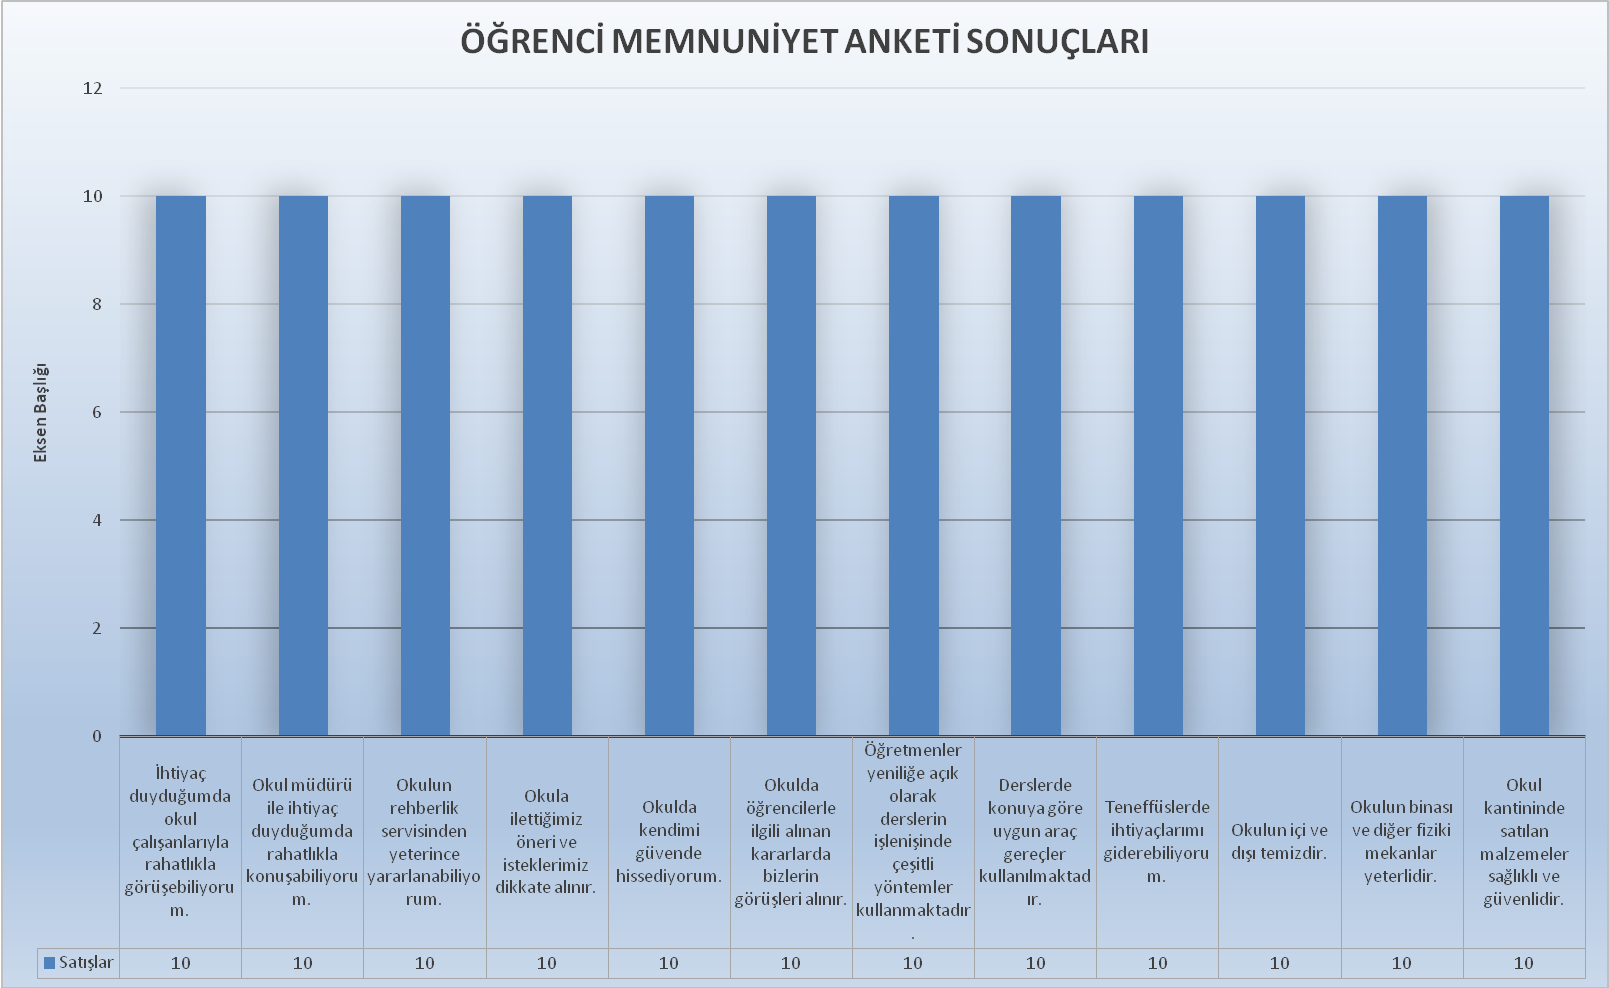 ÖĞRENCİ MEMNUNİYET ANKETİ SONUÇLARI
12
10
8
6
4
2
0
Eksen Başlığı
İhtiyaç
duyduğumda
okul
çalışanlarıyla
rahatlıkla
görüşebiliyoru
m.
Okul müdürü
ile ihtiyaç
duyduğumda
rahatlıkla
konuşabiliyoru
m.
Okulun
rehberlik
servisinden
yeterince
yararlanabiliyo
rum.
Okula
ilettiğimiz
öneri ve
isteklerimiz
dikkate alınır.
Okulda
kendimi
güvende
hissediyorum.
Okulda
öğrencilerle
ilgili alınan
kararlarda
bizlerin
görüşleri alınır.
Öğretmenler
yeniliğe açık
olarak
derslerin
işlenişinde
çeşitli
yöntemler
kullanmaktadır
.
Derslerde
konuya göre
uygun araç
gereçler
kullanılmaktad
ır.
Teneffüslerde
ihtiyaçlarımı
giderebiliyoru
m.
Okulun içi ve
dışı temizdir.
Okulun binası
ve diğer fiziki
mekanlar
yeterlidir.
Okul
kantininde
satılan
malzemeler
sağlıklı ve
güvenlidir.
Satışlar 10 10 10 10 10 10 10 10 10 10 10 10